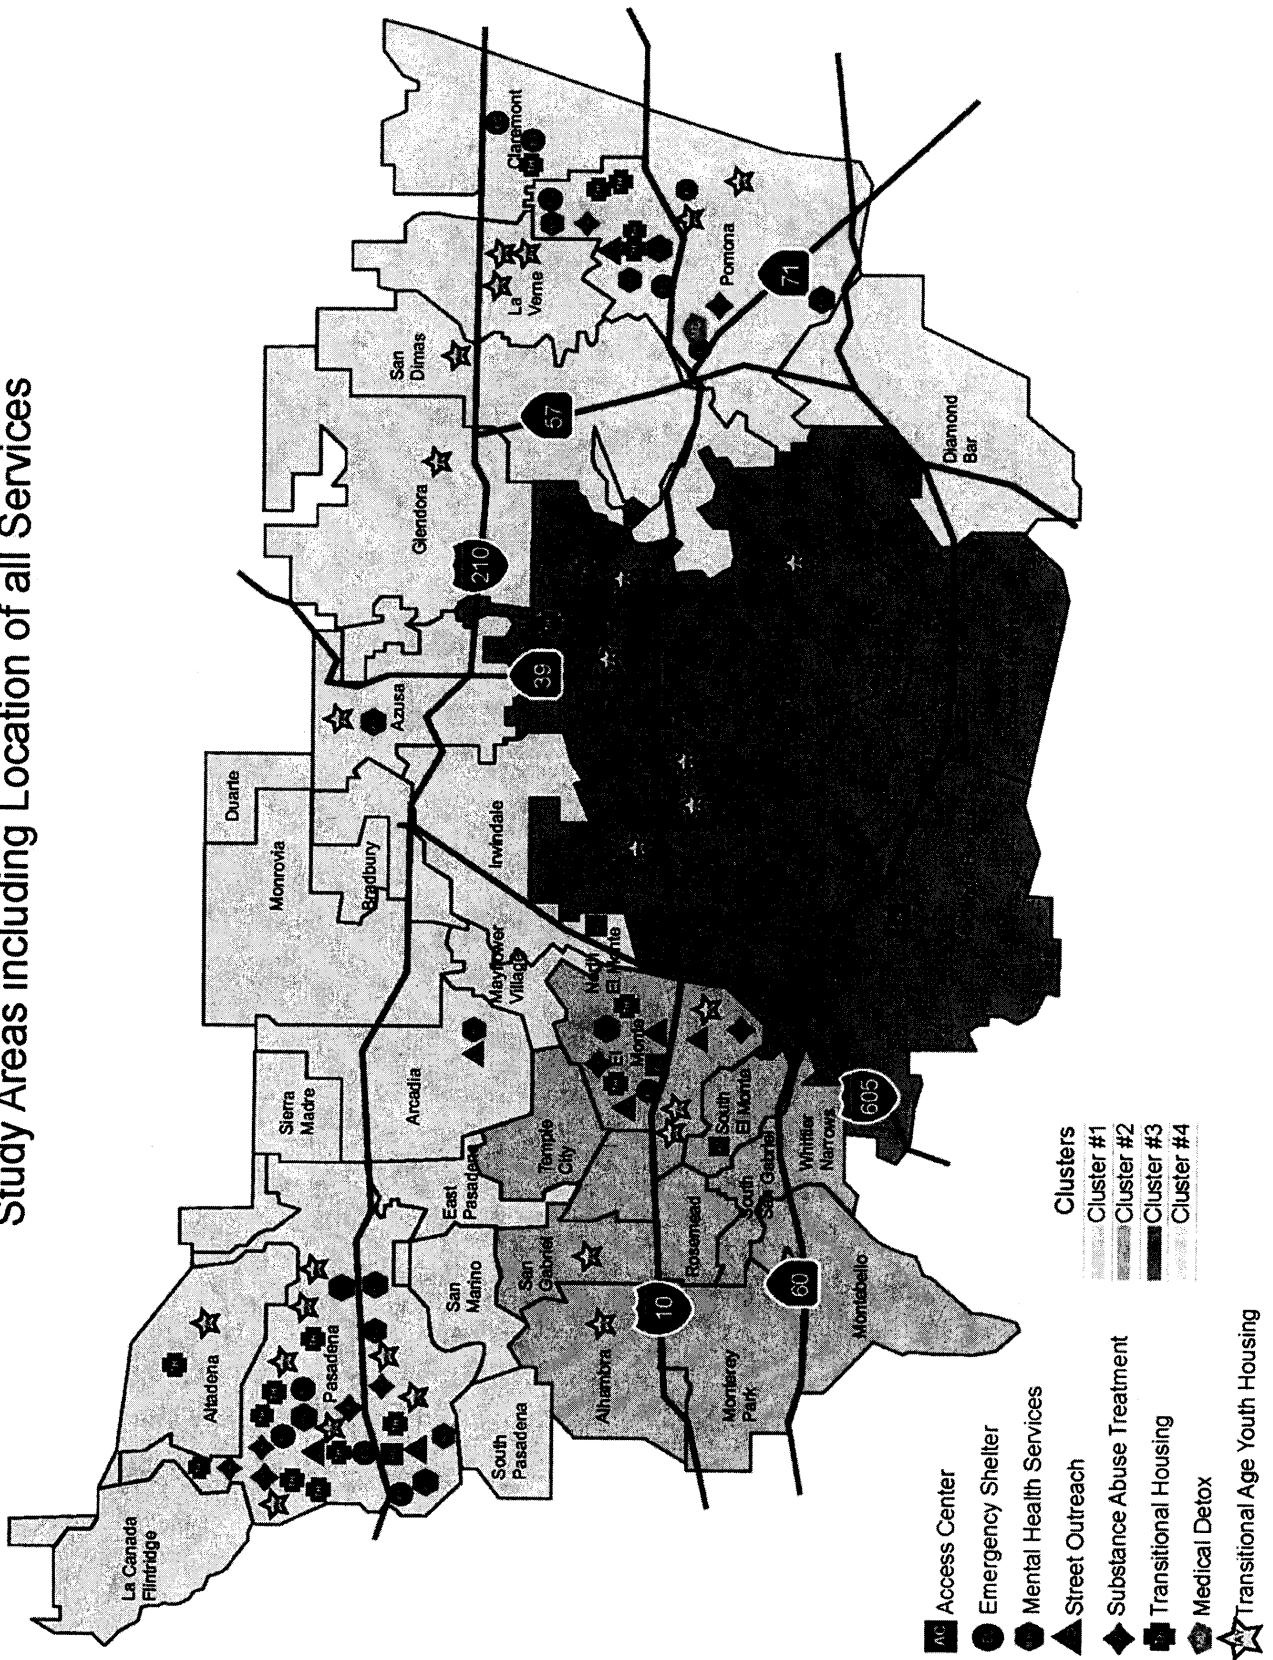 Study Areas including Location of all Services
La Canada
Flintridge
Altadena
Pasadena
South
Pasadena
San
Marino
East
Pasadena
Sierra
Madre
Arcadia
Monrovia
Duarte
Bradbury
Mayflower
Village
Irwindale
Azusa
Glendora
San
Dimas
La
Verne
Claremont
Pomona
Diamond
Bar
Alhambra
San
Gabriel
Temple
City
Rosemead
Monterey
Park
Montebello
South
San Gabriel
South
El Monte
El
Monte
North
El Monte
Whittier
Narrows
210
39
57
71
10
60
605
AC Access Center
Emergency Shelter
Mental Health Services
Street Outreach
Substance Abuse Treatment
Transitional Housing
Medical Detox
Transitional Age Youth Housing
Clusters
Cluster #1
Cluster #2
Cluster #3
Cluster #4